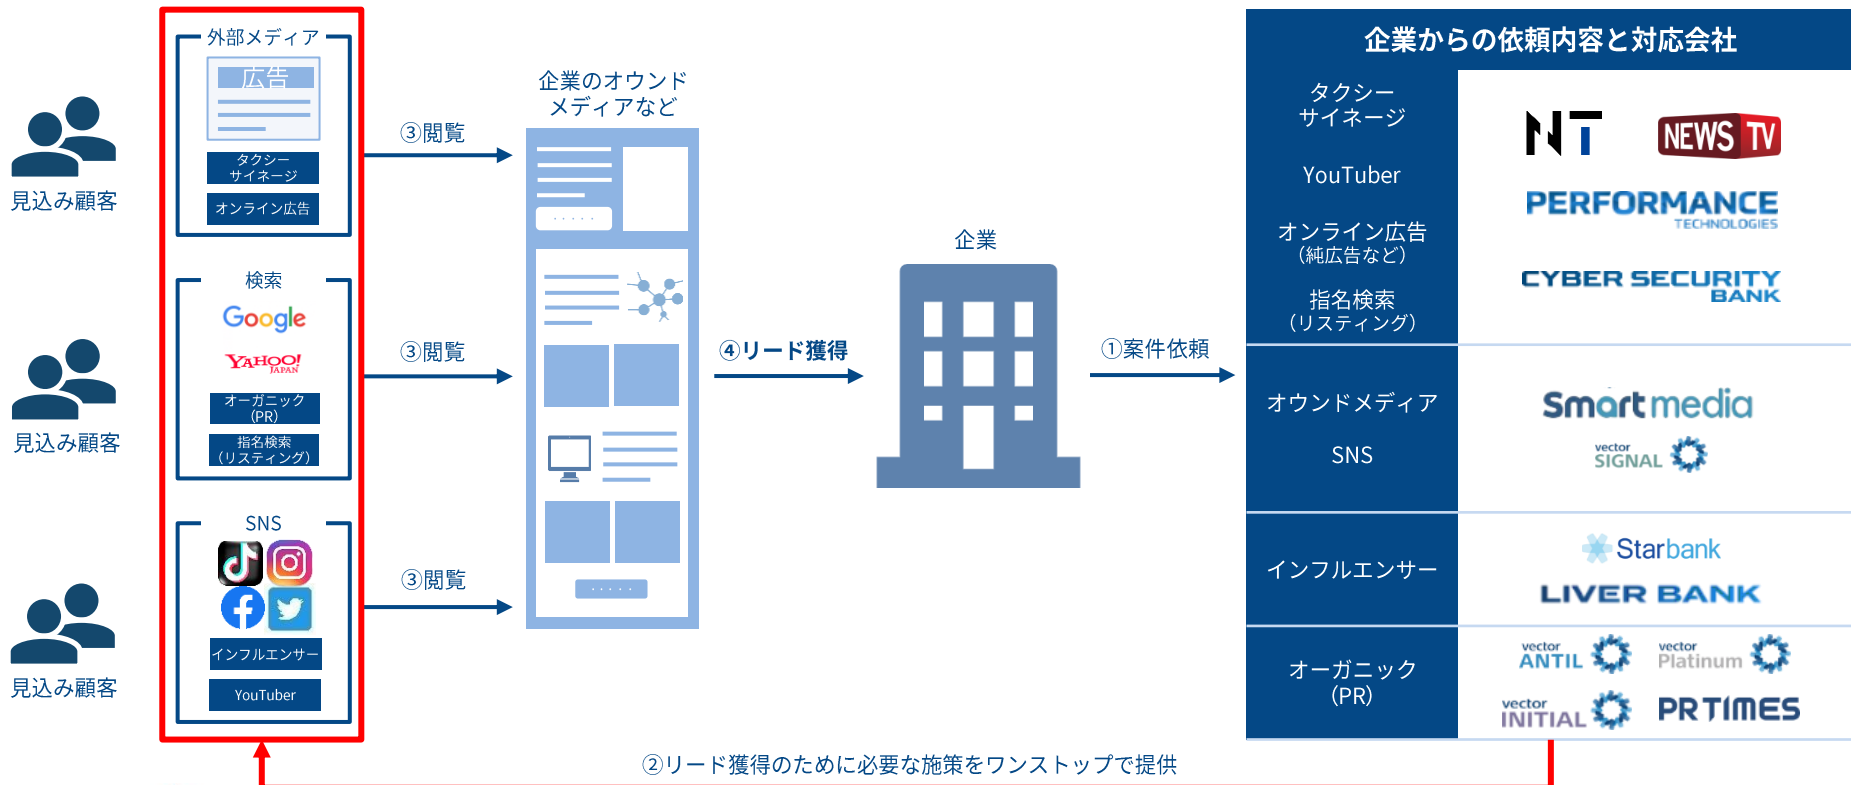 外部メディア
広告
タクシー
サイネージ
オンライン広告
見込み顧客
検索
Google
YAHOO!
JAPAN
オーガニック
（PR）
指名検索
（リスティング）
見込み顧客
SNS
インフルエンサー
YouTuber
見込み顧客
③閲覧
③閲覧
③閲覧
企業のオウンド
メディアなど
④リード獲得
企業
①案件依頼
企業からの依頼内容と対応会社
タクシー
サイネージ
YouTuber
オンライン広告
（純広告など）
指名検索
（リスティング）
NT
NEWS TV
PERFORMANCE
TECHNOLOGIES
CYBER SECURITY
BANK
オウンドメディア
SNS
Smartmedia
vector
SIGNAL
インフルエンサー
Starbank
LIVER BANK
オーガニック
（PR）
vector
ANTIL
vector
Platinum
vector
INITIAL
PR TIMES
②リード獲得のために必要な施策をワンストップで提供